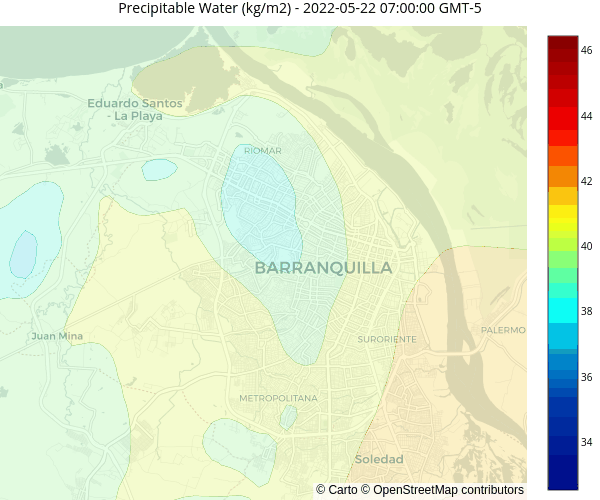 Precipitable Water (kg/m2) - 2022-05-22 07:00:00 GMT-5
46
Eduardo Santos
- La Playa
44
RIOMAR
42
40
BARRANQUILLA
38
Juan Mina
SURORIENTE
PALERMO
36
METROPOLITANA
34
Soledad
© Carto © OpenStreetMap contributors